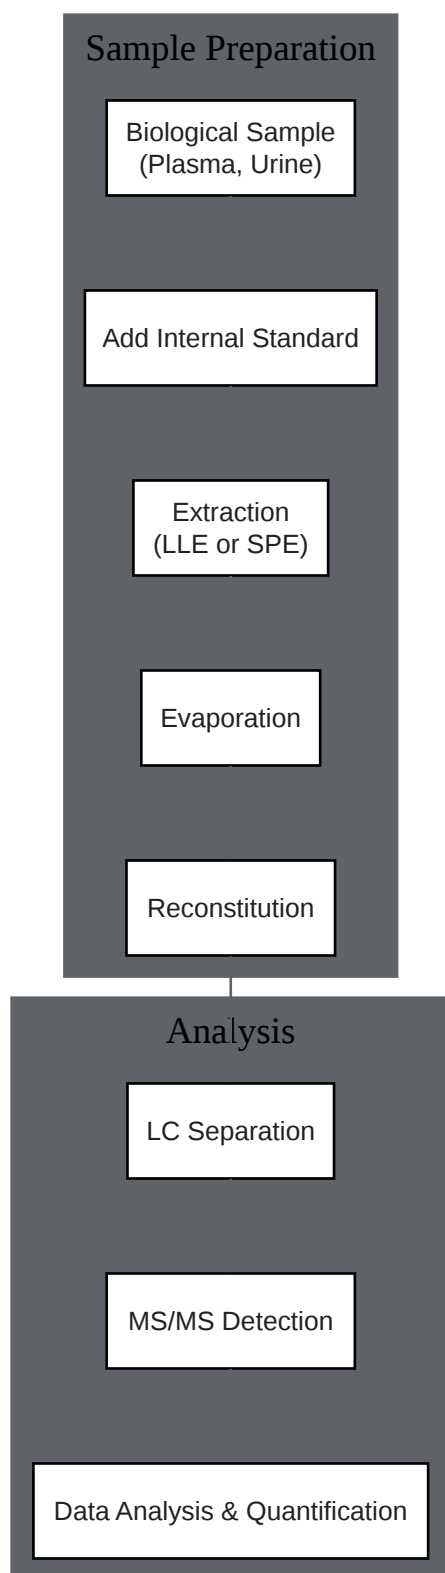 Sample Preparation
Biological Sample
(Plasma, Urine)
Add Internal Standard
Extraction
(LLE or SPE)
Evaporation
Reconstitution
Analysis
LC Separation
MS/MS Detection
Data Analysis & Quantification